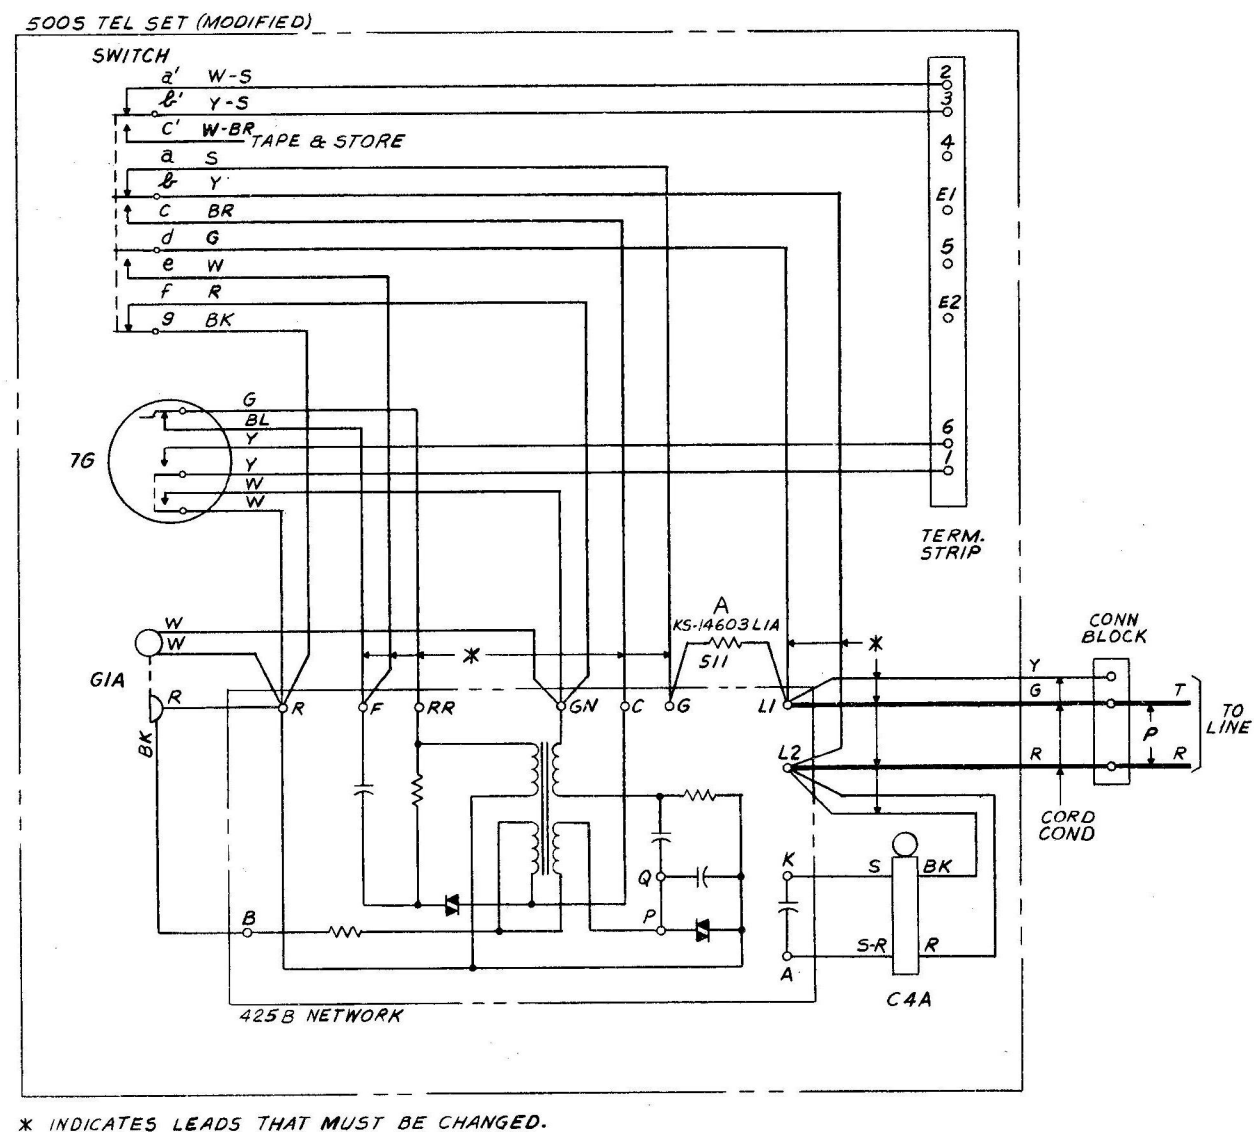 500S TEL SET (MODIFIED)
SWITCH
a' W-S
b' Y-S
c' W-BR TAPE & STORE
a S
b Y
c BR
d G
e W
f R
g BK
2
3
4
E1
5
E2
6
1
TERM.
STRIP
7G
G
BL
Y
Y
W
W
A
KS-14603 L1A
511
*
*
CONN
BLOCK
W
W
G1A
R
BK
R
F
RR
GN
C
G
L1
L2
Y
G
R
T
P
R
TO
LINE
CORD
COND
K
S
BK
Q
P
B
S-R
R
A
C4A
425B NETWORK
* INDICATES LEADS THAT MUST BE CHANGED.